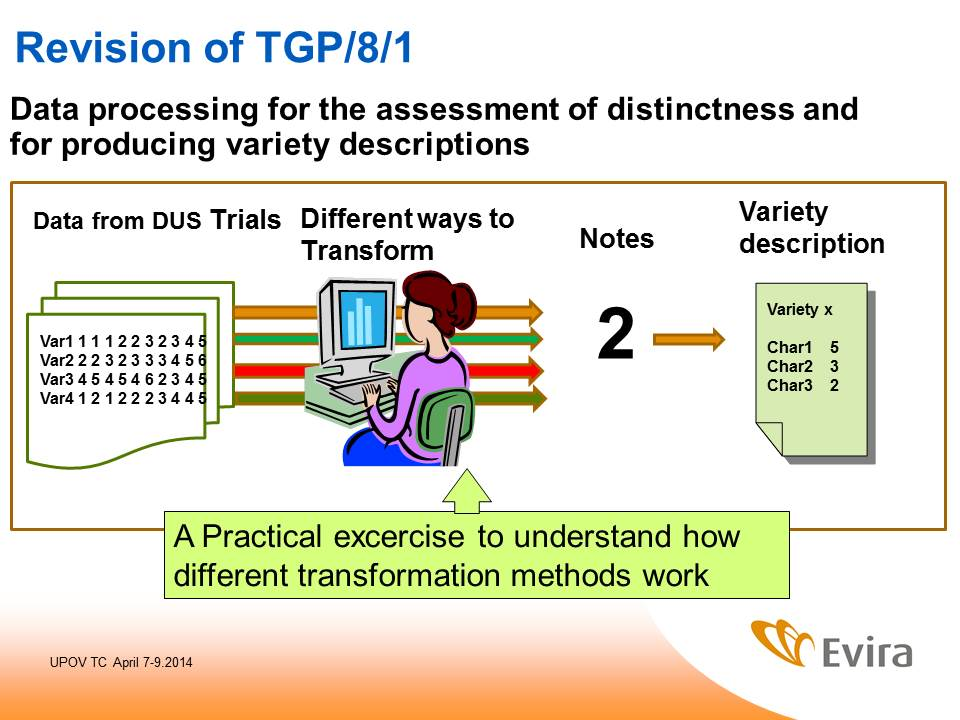 Revision of TGP/8/1
Data processing for the assessment of distinctness and
for producing variety descriptions
Data from DUS Trials
Different ways to
Transform
Notes
Variety
description
Var1 1 1 1 1 2 2 3 2 3 4 5
Var2 2 2 3 2 3 3 3 4 5 6
Var3 4 5 4 5 4 6 2 3 4 5
Var4 1 2 1 2 2 2 3 4 4 5
2
Variety x
Char1 5
Char2 3
Char3 2
A Practical excercise to understand how
different transformation methods work
UPOV TC April 7-9.2014
Evira